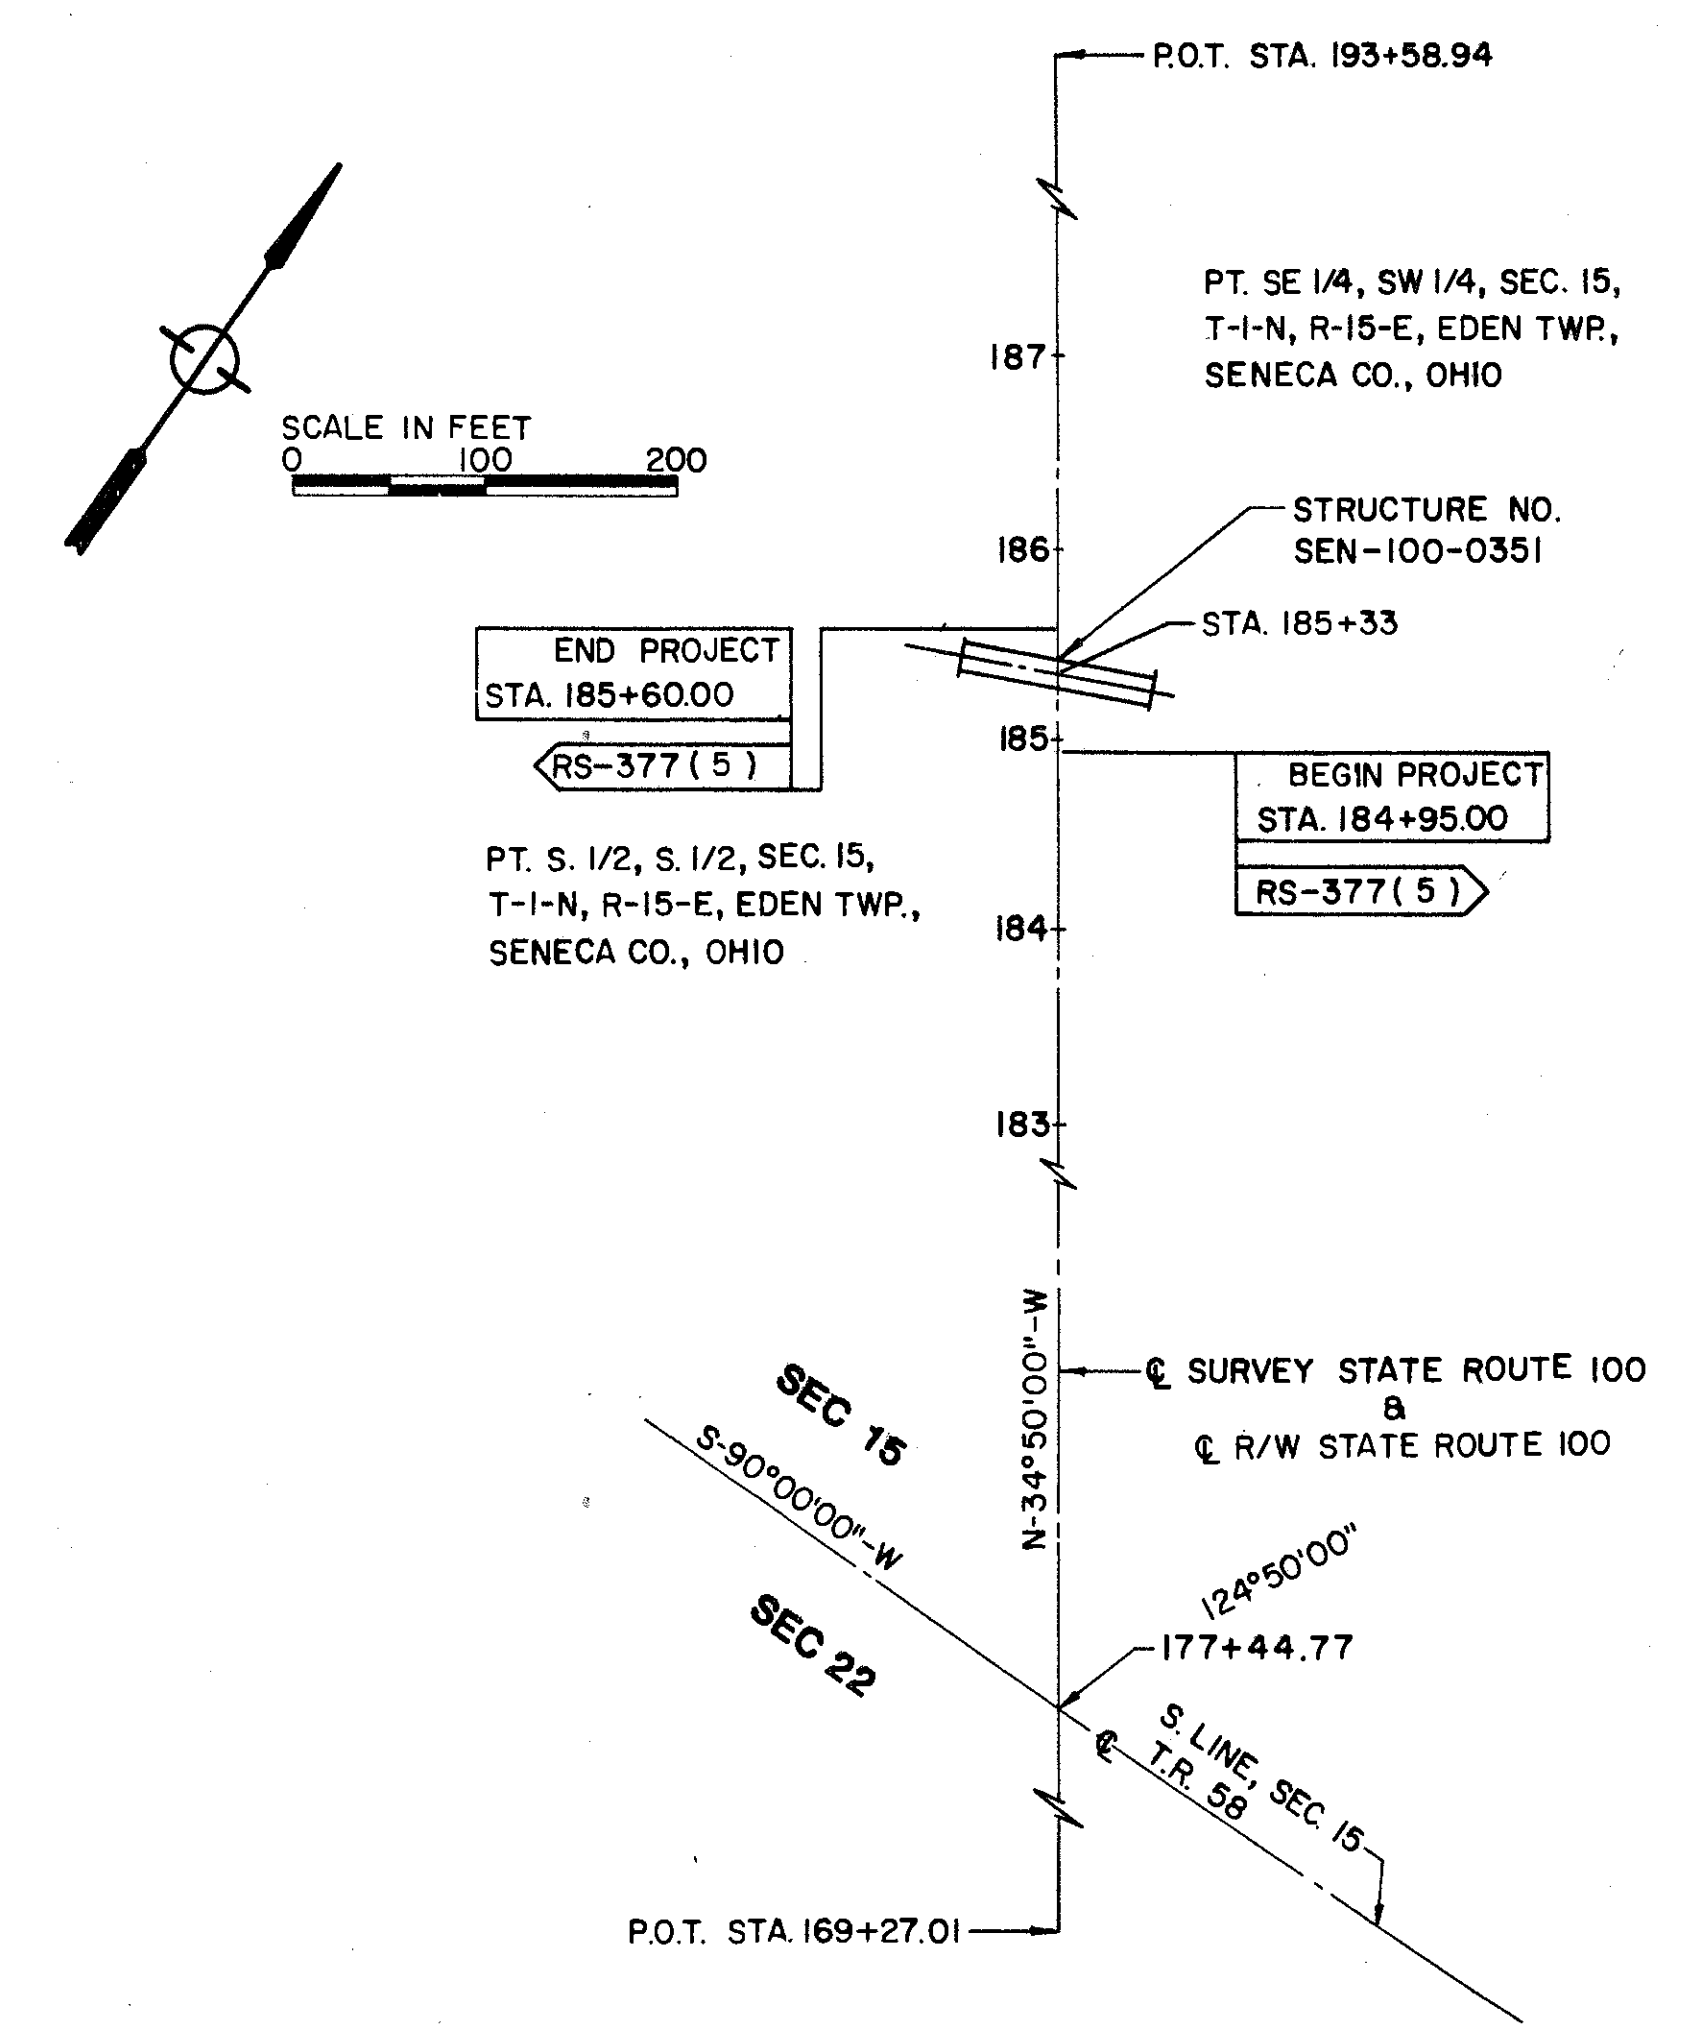 P.O.T. STA. 193+58.94
PT. SE 1/4, SW 1/4, SEC. 15,
T-1-N, R-15-E, EDEN TWP.,
SENECA CO., OHIO
187
SCALE IN FEET
0 100 200
STRUCTURE NO.
SEN-100-0351
186
STA. 185+33
END PROJECT
STA. 185+60.00
RS-377 ( 5 )
185
BEGIN PROJECT
STA. 184+95.00
RS-377 ( 5 )
PT. S. 1/2, S. 1/2, SEC. 15,
T-1-N, R-15-E, EDEN TWP.,
SENECA CO., OHIO
184
183
N-34°50'00"-W
℄ SURVEY STATE ROUTE 100
&
℄ R/W STATE ROUTE 100
SEC 15
S-90°00'00"-W
SEC 22
124°50'00"
177+44.77
S. LINE, SEC. 15
℄ T.R. 58
P.O.T. STA. 169+27.01